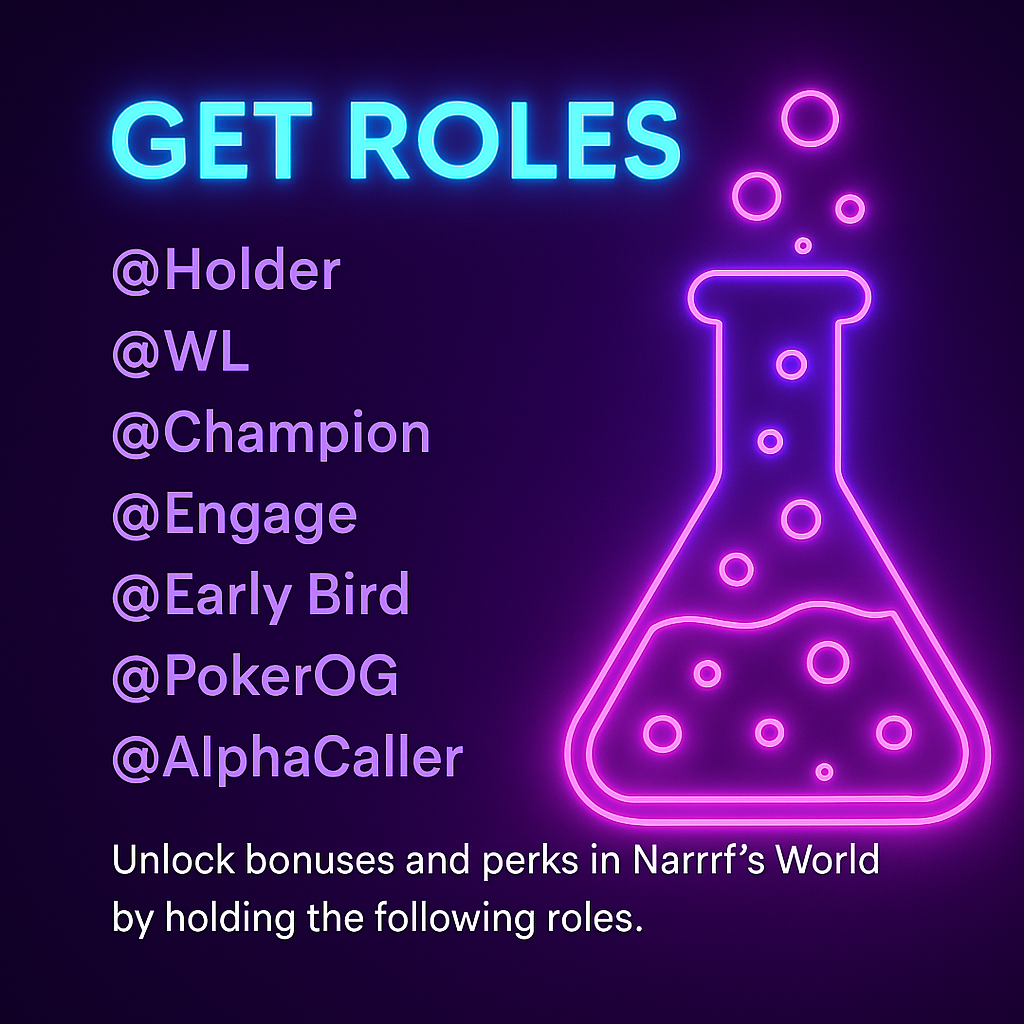 GET ROLES
@Holder
@WL
@Champion
@Engage
@Early Bird
@PokerOG
@AlphaCaller
Unlock bonuses and perks in Narrrf’s World
by holding the following roles.